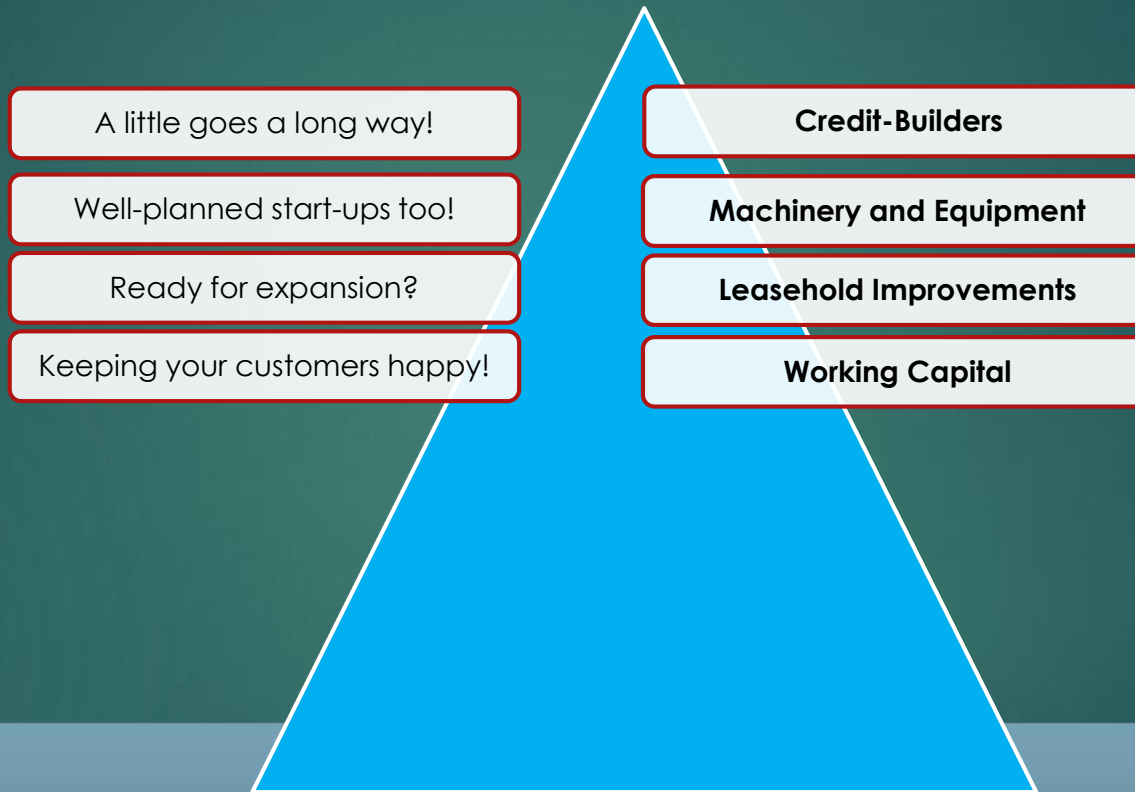 A little goes a long way!
Credit-Builders
Well-planned start-ups too!
Machinery and Equipment
Ready for expansion?
Leasehold Improvements
Keeping your customers happy!
Working Capital